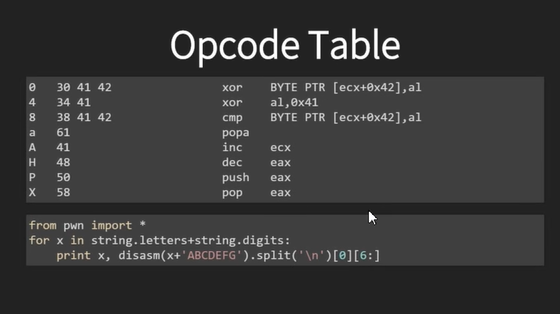 Opcode Table
0 30 41 42 xor BYTE PTR [ecx+0x42],al
4 34 41 xor al,0x41
8 38 41 42 cmp BYTE PTR [ecx+0x42],al
a 61 popa
A 41 inc ecx
H 48 dec eax
P 50 push eax
X 58 pop eax
from pwn import *
for x in string.letters+string.digits:
    print x, disasm(x+'ABCDEFG').split('\n')[0][6:]